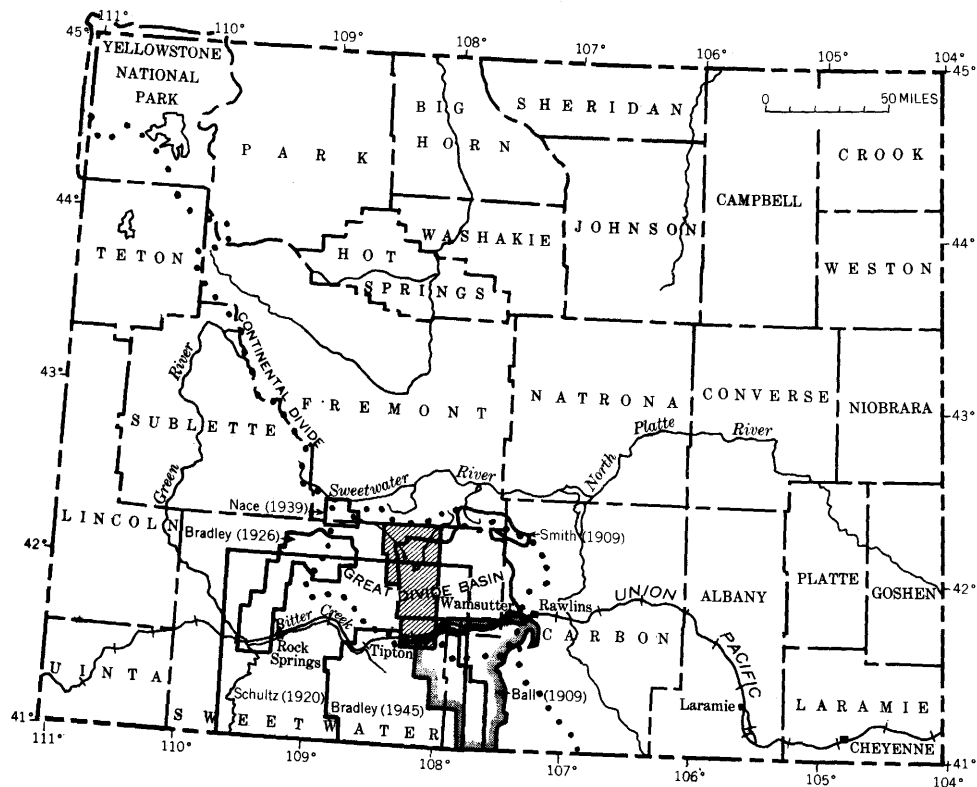 111°
110°
109°
108°
107°
106°
105°
104°
45°
45°
YELLOWSTONE
NATIONAL
PARK
0 50 MILES
BIG
HORN
SHERIDAN
PARK
CROOK
CAMPBELL
44°
44°
WASHAKIE
JOHNSON
HOT
SPRINGS
TETON
WESTON
CONTINENTAL DIVIDE
43°
43°
River
FREMONT
NATRONA
CONVERSE
NIOBRARA
SUBLETTE
Platte
River
North
Green
Sweetwater
River
Nace (1939)
LINCOLN
Bradley (1926)
Smith (1909)
42°
42°
GREAT DIVIDE BASIN
PLATTE
GOSHEN
Wamsutter
Rawlins
UNION
ALBANY
Bitter Creek
CARBON
PACIFIC
Rock
Springs
Tipton
UINTA
Schultz (1920)
Bradley (1945)
Ball (1909)
Laramie
LARAMIE
SWEETWATER
CHEYENNE
41°
41°
111°
110°
109°
108°
107°
106°
105°
104°